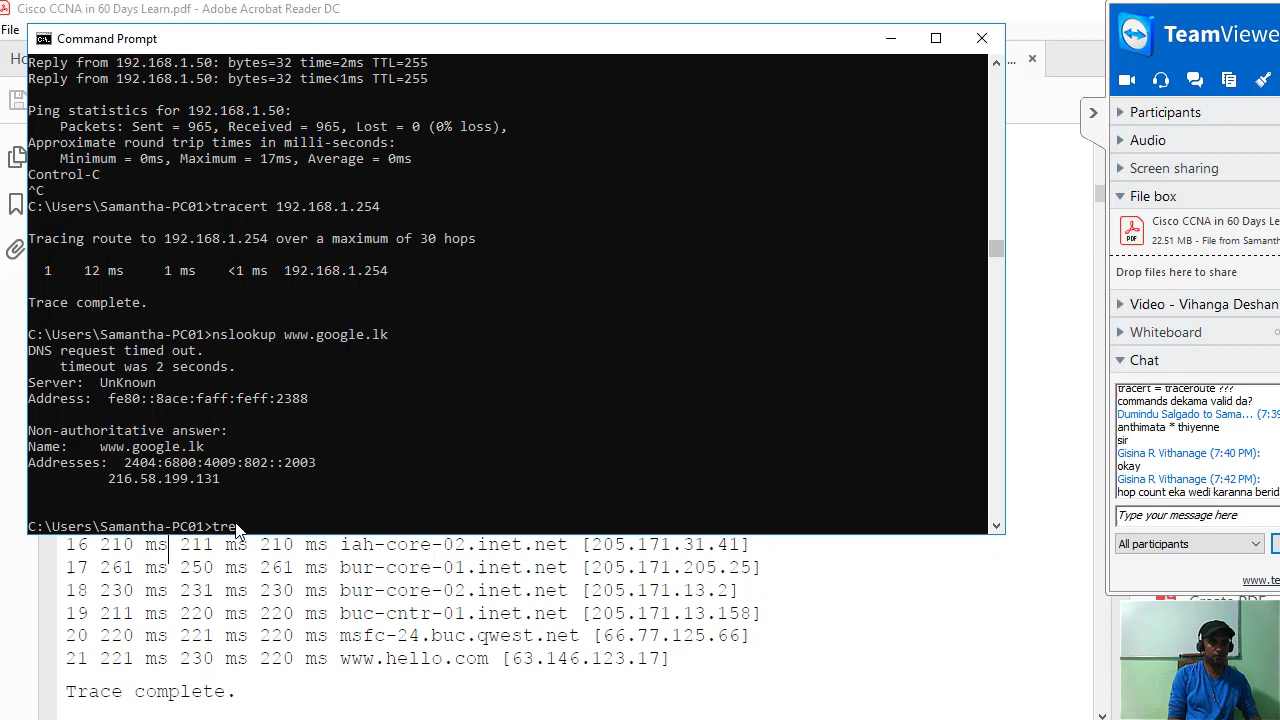 Cisco CCNA in 60 Days Learn.pdf - Adobe Acrobat Reader DC
File
Command Prompt
Reply from 192.168.1.50: bytes=32 time=2ms TTL=255
Reply from 192.168.1.50: bytes=32 time<1ms TTL=255
Ping statistics for 192.168.1.50:
Packets: Sent = 965, Received = 965, Lost = 0 (0% loss),
Approximate round trip times in milli-seconds:
Minimum = 0ms, Maximum = 17ms, Average = 0ms
Control-C
^C
C:\Users\Samantha-PC01>tracert 192.168.1.254
Tracing route to 192.168.1.254 over a maximum of 30 hops
1 12 ms 1 ms <1 ms 192.168.1.254
Trace complete.
C:\Users\Samantha-PC01>nslookup www.google.lk
DNS request timed out.
timeout was 2 seconds.
Server: UnKnown
Address: fe80::8ace:faff:feff:2388
Non-authoritative answer:
Name: www.google.lk
Addresses: 2404:6800:4009:802::2003
216.58.199.131
C:\Users\Samantha-PC01>tre
16 210 ms 211 ms 210 ms iah-core-02.inet.net [205.171.31.41]
17 261 ms 250 ms 261 ms bur-core-01.inet.net [205.171.205.25]
18 230 ms 231 ms 230 ms bur-core-02.inet.net [205.171.13.2]
19 211 ms 220 ms 220 ms buc-cntr-01.inet.net [205.171.13.158]
20 220 ms 221 ms 220 ms msfc-24.buc.qwest.net [66.77.125.66]
21 221 ms 230 ms 220 ms www.hello.com [63.146.123.17]
Trace complete.
TeamViewe
Participants
Audio
Screen sharing
File box
Cisco CCNA in 60 Days Lea
22.51 MB - File from Samant
Drop files here to share
Video - Vihanga Deshan
Whiteboard
Chat
tracert = traceroute ???
commands dekama valid da?
Dumindu Salgado to Sama... (7:39
anthimata * thiyenne
sir
Gisina R Vithanage (7:40 PM):
okay
Gisina R Vithanage (7:42 PM):
hop count eka wedi karanna berid
Type your message here
All participants
www.te